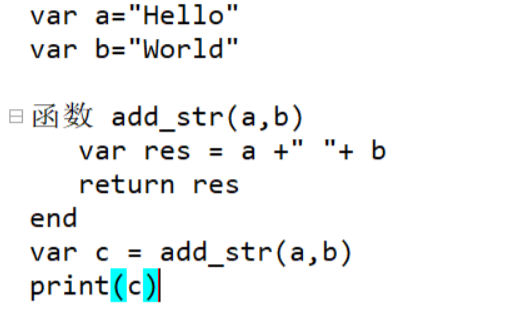 var a="Hello"
var b="World"
函数 add_str(a,b)
var res = a +" "+ b
return res
end
var c = add_str(a,b)
print(c)